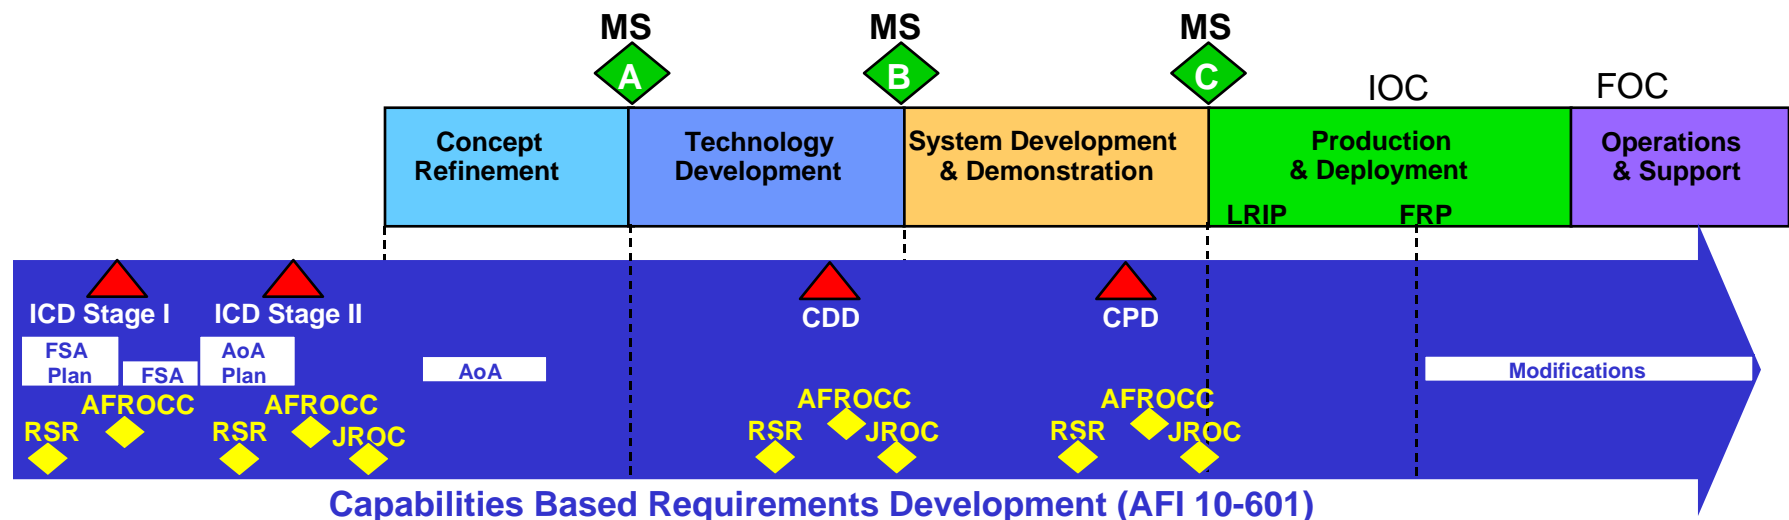 MS
MS
MS
A
B
C
IOC
FOC
Concept
Refinement
Technology
Development
System Development
& Demonstration
Production
& Deployment
Operations
& Support
LRIP
FRP
ICD Stage I
ICD Stage II
CDD
CPD
FSA
Plan
FSA
AoA
Plan
AoA
Modifications
AFROCC
RSR
AFROCC
RSR
JROC
AFROCC
RSR
JROC
AFROCC
RSR
JROC
Capabilities Based Requirements Development (AFI 10-601)